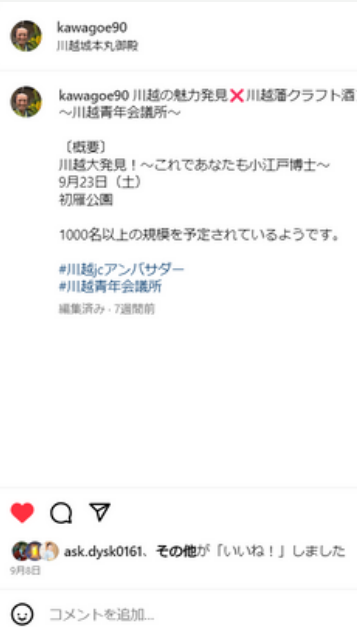 kawagoe90
川越城本丸御殿
kawagoe90 川越の魅力発見❌川越藩クラフト酒
～川越青年会議所～
〔概要〕
川越大発見！～これであなたも小江戸博士～
9月23日（土）
初雁公園
1000名以上の規模を予定されているようです。
#川越jcアンバサダー
#川越青年会議所
編集済み・7週間前
ask.dysk0161、その他が「いいね！」しました
9月8日
コメントを追加...